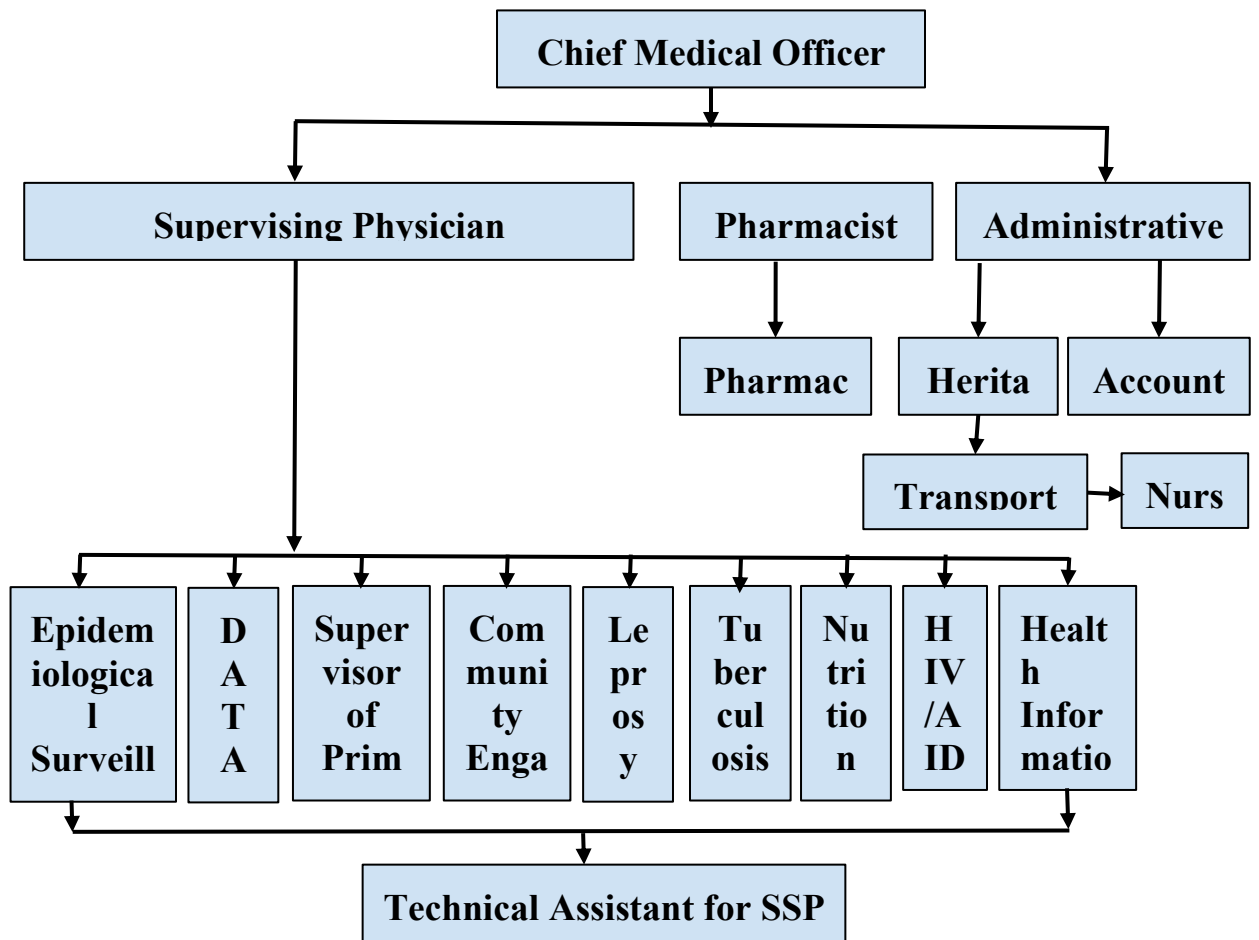 Chief Medical Officer
Supervising Physician
Pharmacist
Administrative
Pharmac
Herita
Account
Transport
Nurs
Epidem
iologica
l
Surveill
D
A
T
A
Super
visor
of
Prim
Com
muni
ty
Enga
Le
pr
os
y
Tu
ber
cul
osis
Nu
tri
tio
n
H
IV
/A
ID
Healt
h
Infor
matio
Technical Assistant for SSP